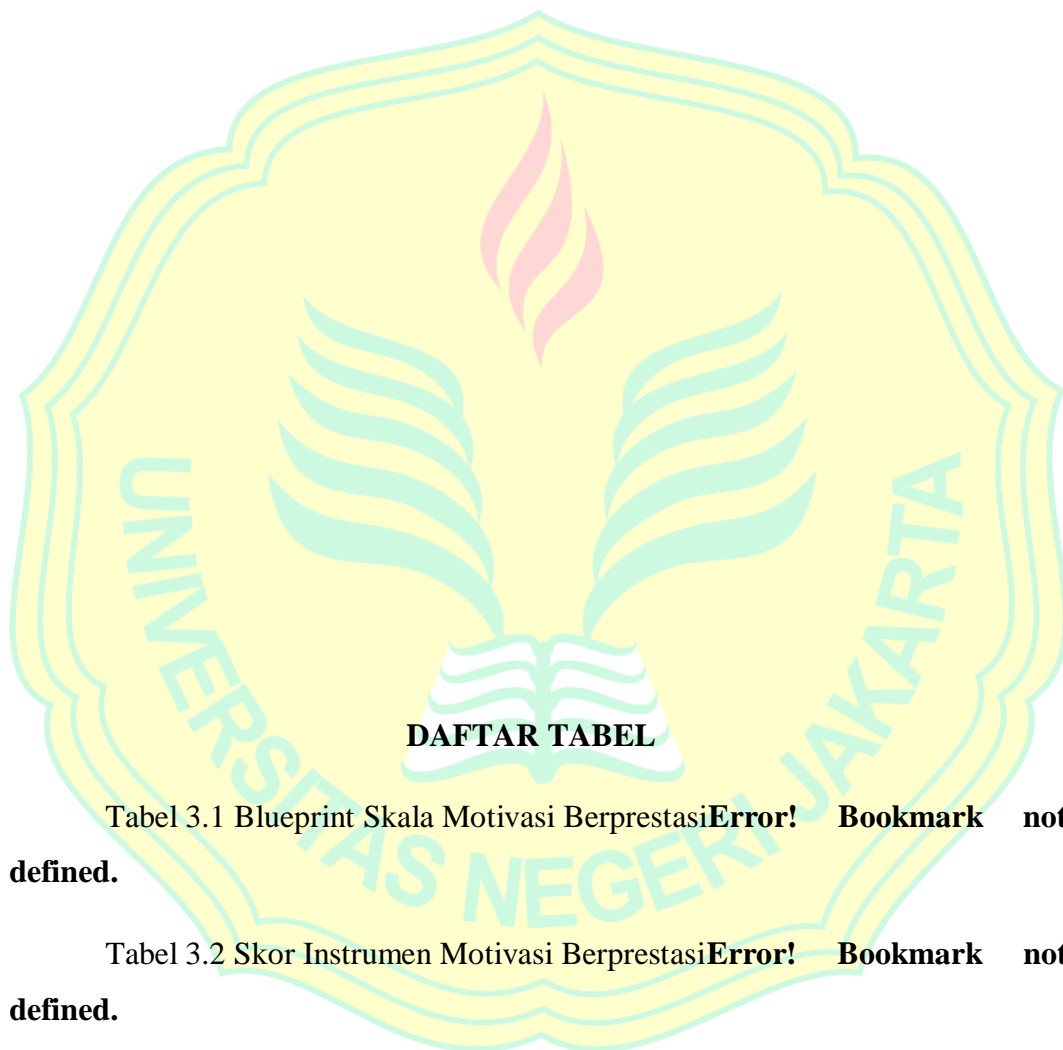 UNIVERSITAS NEGERI JAKARTA
DAFTAR TABEL
Tabel 3.1 Blueprint Skala Motivasi BerprestasiError! Bookmark not
defined.
Tabel 3.2 Skor Instrumen Motivasi BerprestasiError! Bookmark not
defined.